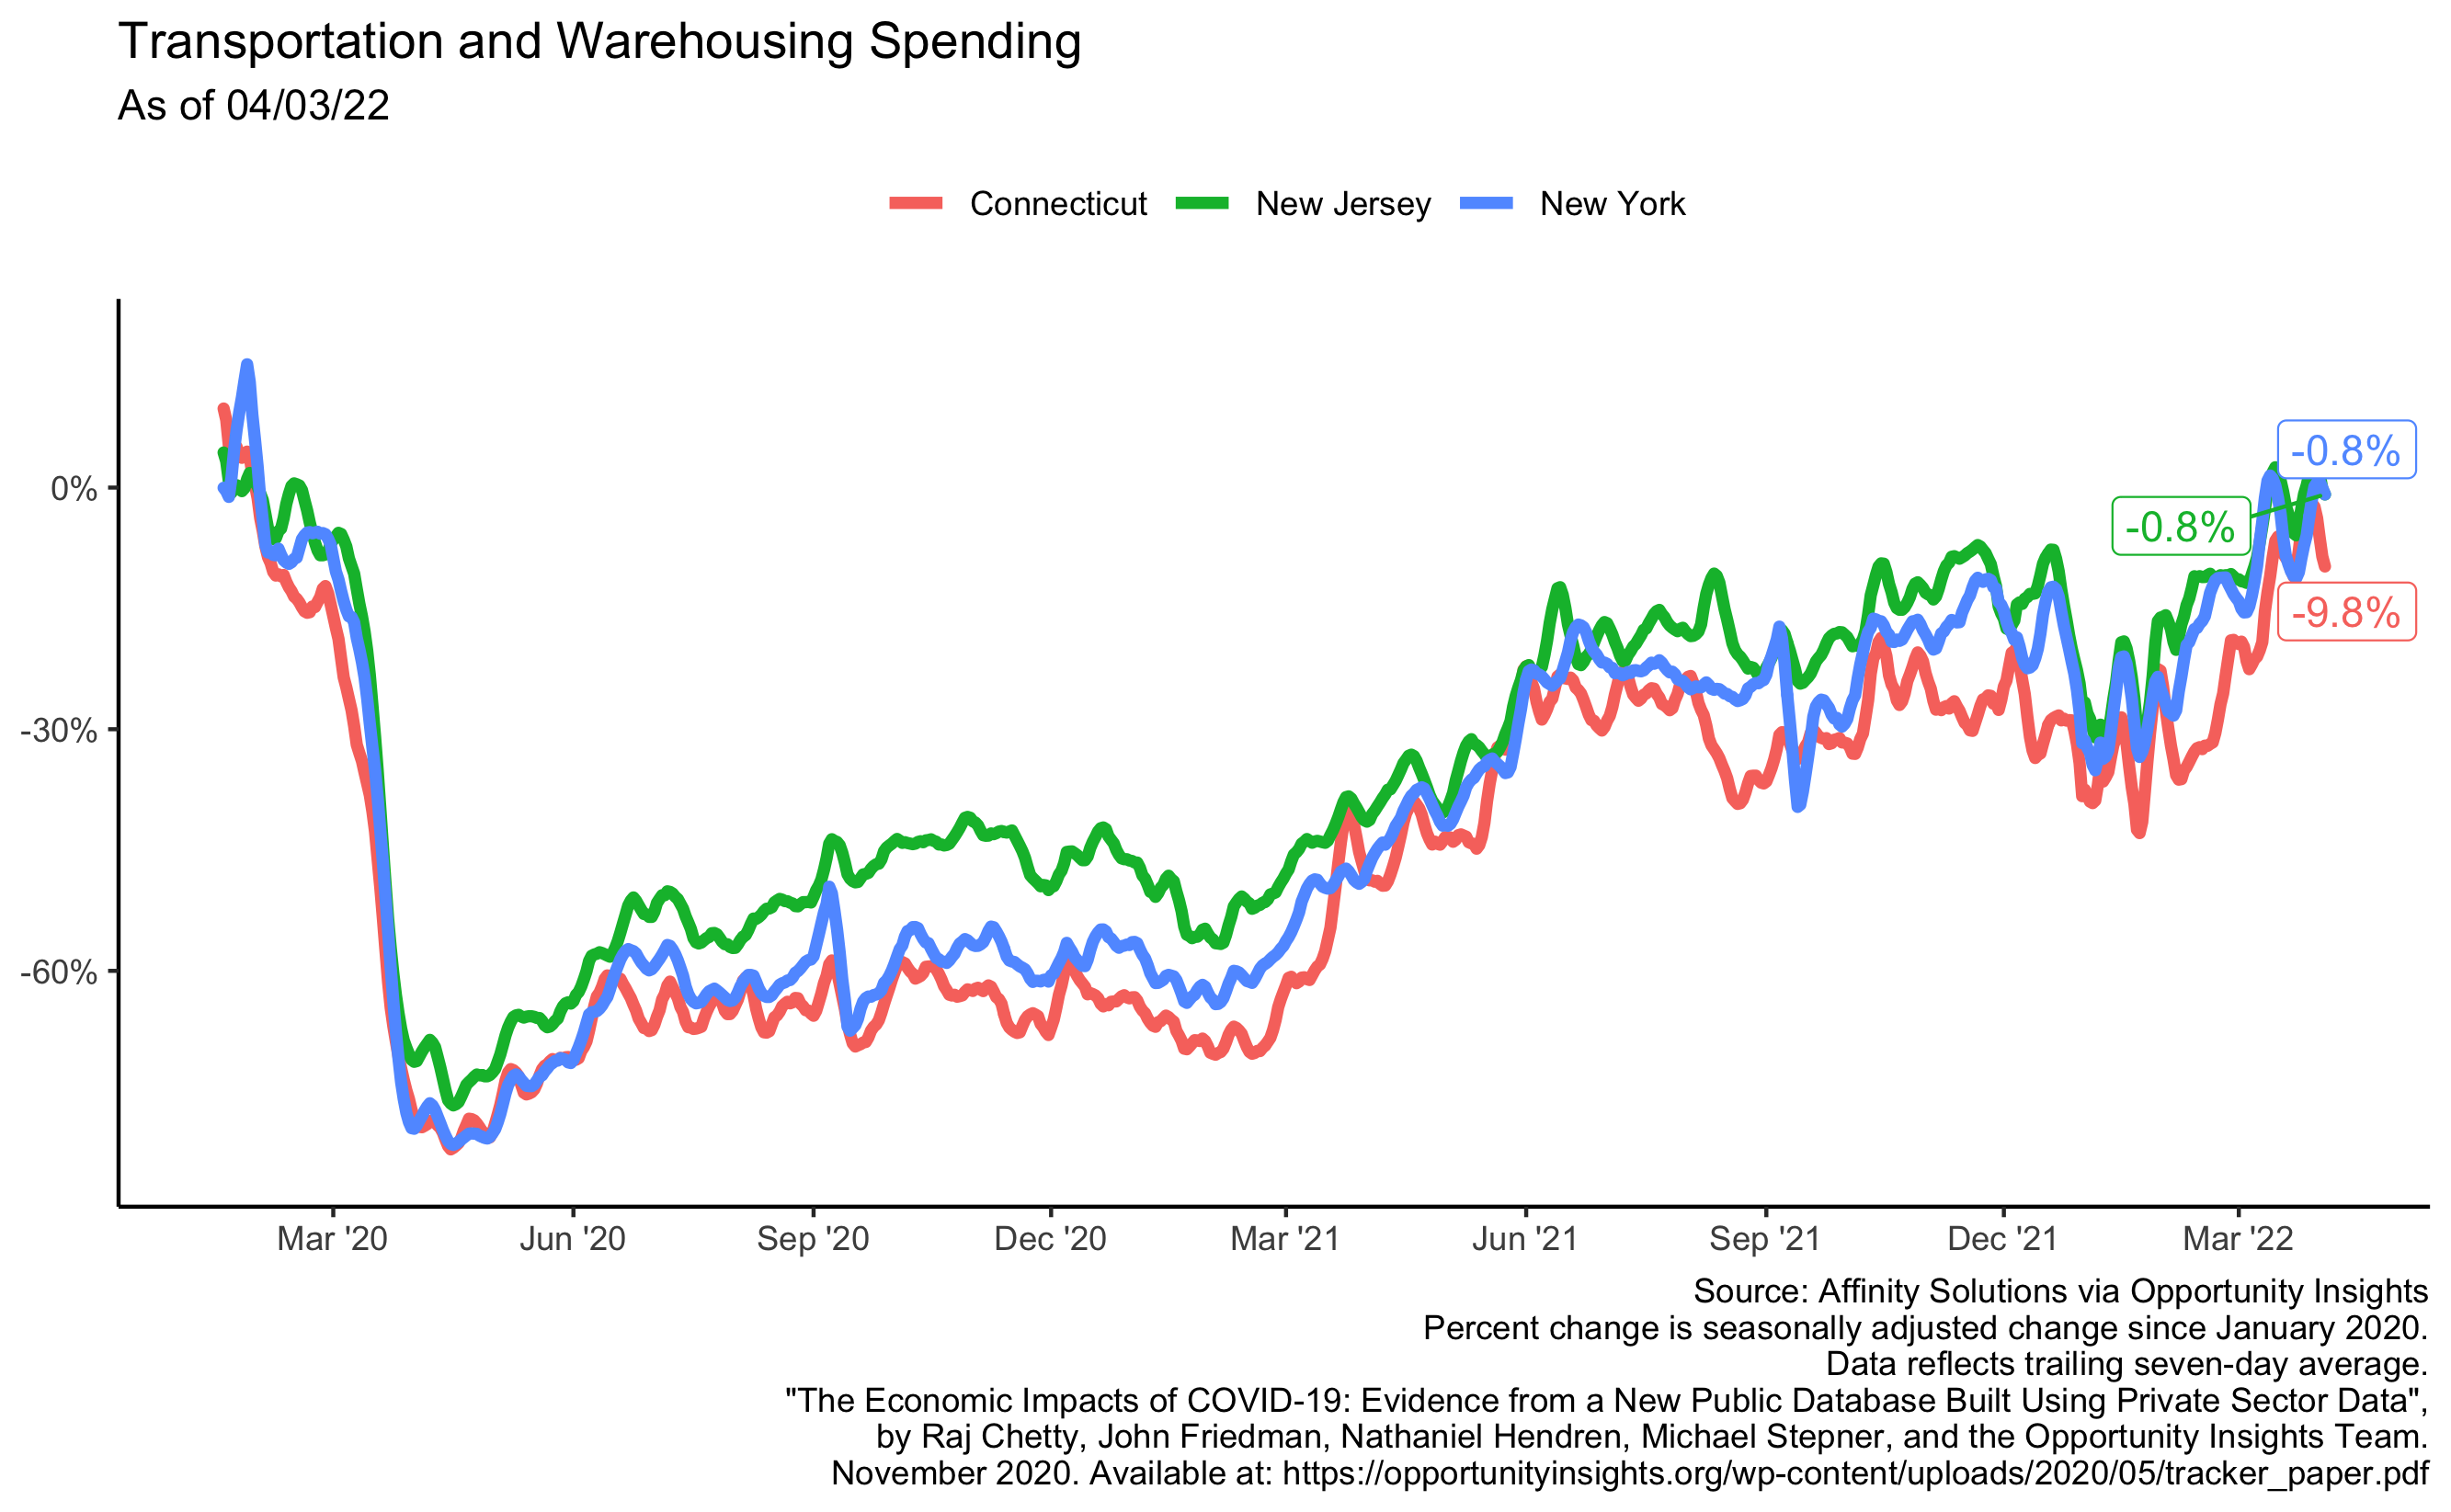 Transportation and Warehousing Spending
As of 04/03/22
Connecticut New Jersey New York
0%
-30%
-60%
-0.8%
-0.8%
-9.8%
Mar '20 Jun '20 Sep '20 Dec '20 Mar '21 Jun '21 Sep '21 Dec '21 Mar '22
Source: Affinity Solutions via Opportunity Insights
Percent change is seasonally adjusted change since January 2020.
Data reflects trailing seven-day average.
"The Economic Impacts of COVID-19: Evidence from a New Public Database Built Using Private Sector Data",
by Raj Chetty, John Friedman, Nathaniel Hendren, Michael Stepner, and the Opportunity Insights Team.
November 2020. Available at: https://opportunityinsights.org/wp-content/uploads/2020/05/tracker_paper.pdf